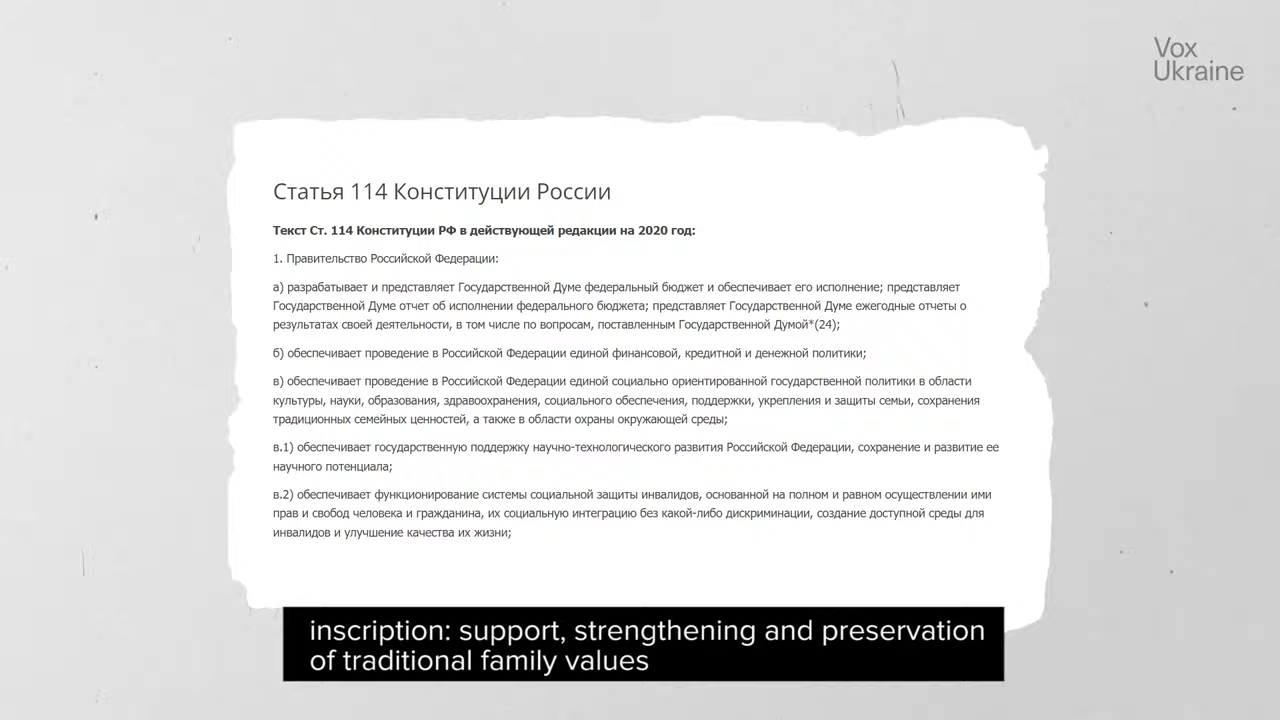 Vox
Ukraine
Статья 114 Конституции России
Текст Ст. 114 Конституции РФ в действующей редакции на 2020 год:
1. Правительство Российской Федерации:
а) разрабатывает и представляет Государственной Думе федеральный бюджет и обеспечивает его исполнение; представляет
Государственной Думе отчет об исполнении федерального бюджета; представляет Государственной Думе ежегодные отчеты о
результатах своей деятельности, в том числе по вопросам, поставленным Государственной Думой*(24);
б) обеспечивает проведение в Российской Федерации единой финансовой, кредитной и денежной политики;
в) обеспечивает проведение в Российской Федерации единой социально ориентированной государственной политики в области
культуры, науки, образования, здравоохранения, социального обеспечения, поддержки, укрепления и защиты семьи, сохранения
традиционных семейных ценностей, а также в области охраны окружающей среды;
в.1) обеспечивает государственную поддержку научно-технологического развития Российской Федерации, сохранение и развитие ее
научного потенциала;
в.2) обеспечивает функционирование системы социальной защиты инвалидов, основанной на полном и равном осуществлении ими
прав и свобод человека и гражданина, их социальную интеграцию без какой-либо дискриминации, создание доступной среды для
инвалидов и улучшение качества их жизни;
inscription: support, strengthening and preservation
of traditional family values